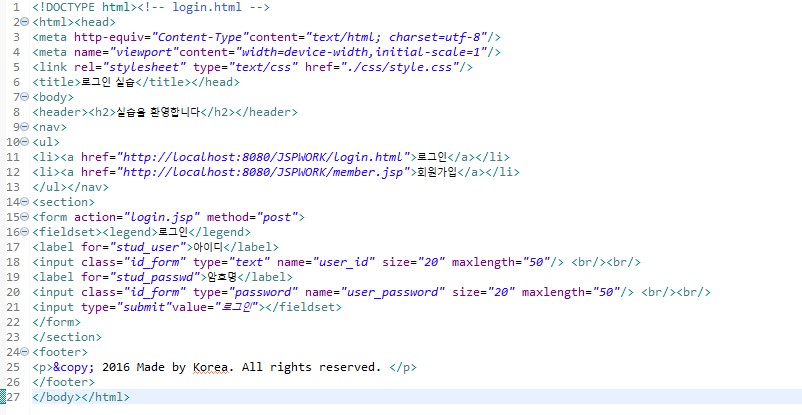 1 <!DOCTYPE html><!-- login.html -->
2 <html><head>
3 <meta http-equiv="Content-Type"content="text/html; charset=utf-8"/>
4 <meta name="viewport"content="width=device-width,initial-scale=1"/>
5 <link rel="stylesheet" type="text/css" href="./css/style.css"/>
6 <title>로그인 실습</title></head>
7 <body>
8 <header><h2>실습을 환영합니다</h2></header>
9 <nav>
10 <ul>
11 <li><a href="http://localhost:8080/JSPWORK/login.html">로그인</a></li>
12 <li><a href="http://localhost:8080/JSPWORK/member.jsp">회원가입</a></li>
13 </ul></nav>
14 <section>
15 <form action="login.jsp" method="post">
16 <fieldset><legend>로그인</legend>
17 <label for="stud_user">아이디</label>
18 <input class="id_form" type="text" name="user_id" size="20" maxlength="50"/> <br/><br/>
19 <label for="stud_passwd">암호명</label>
20 <input class="id_form" type="password" name="user_password" size="20" maxlength="50"/> <br/><br/>
21 <input type="submit"value="로그인"></fieldset>
22 </form>
23 </section>
24 <footer>
25 <p>&copy; 2016 Made by Korea. All rights reserved. </p>
26 </footer>
27 </body></html>